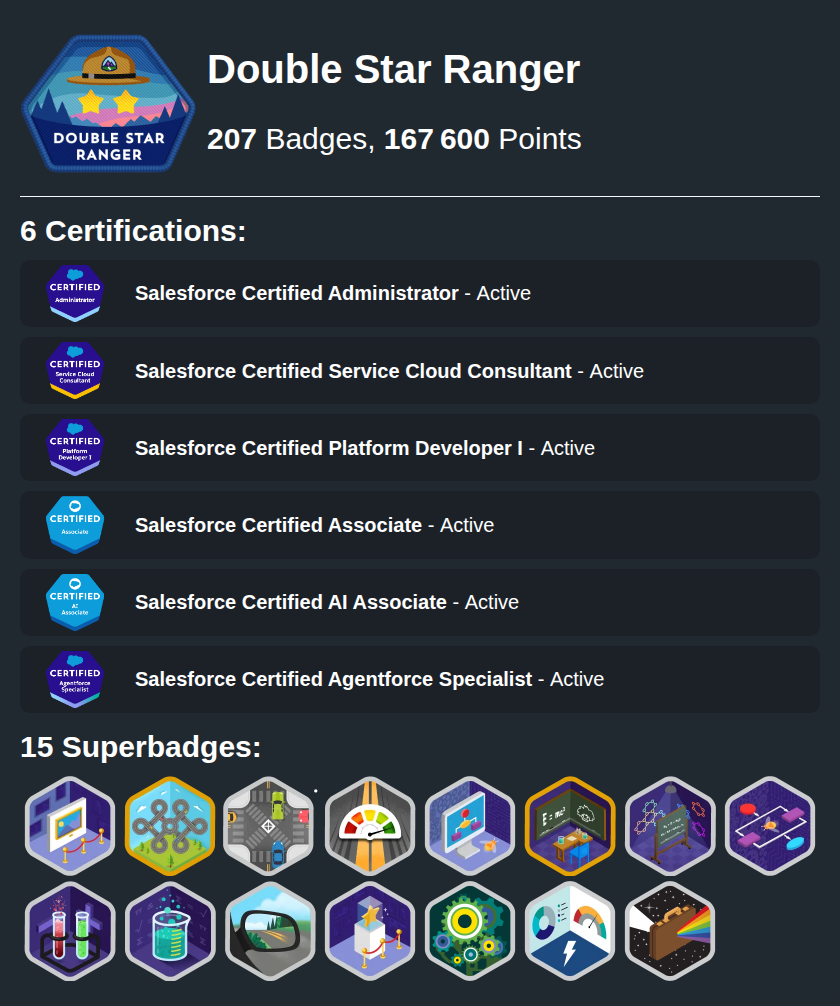 DOUBLE STAR
RANGER
Double Star Ranger
207 Badges, 167 600 Points
6 Certifications:
CERTIFIED
Administrator
Salesforce Certified Administrator - Active
CERTIFIED
Service Cloud
Consultant
Salesforce Certified Service Cloud Consultant - Active
CERTIFIED
Platform
Developer I
Salesforce Certified Platform Developer I - Active
CERTIFIED
Associate
Salesforce Certified Associate - Active
CERTIFIED
AI
Associate
Salesforce Certified AI Associate - Active
CERTIFIED
Agentforce
Specialist
Salesforce Certified Agentforce Specialist - Active
15 Superbadges:
E= mc²